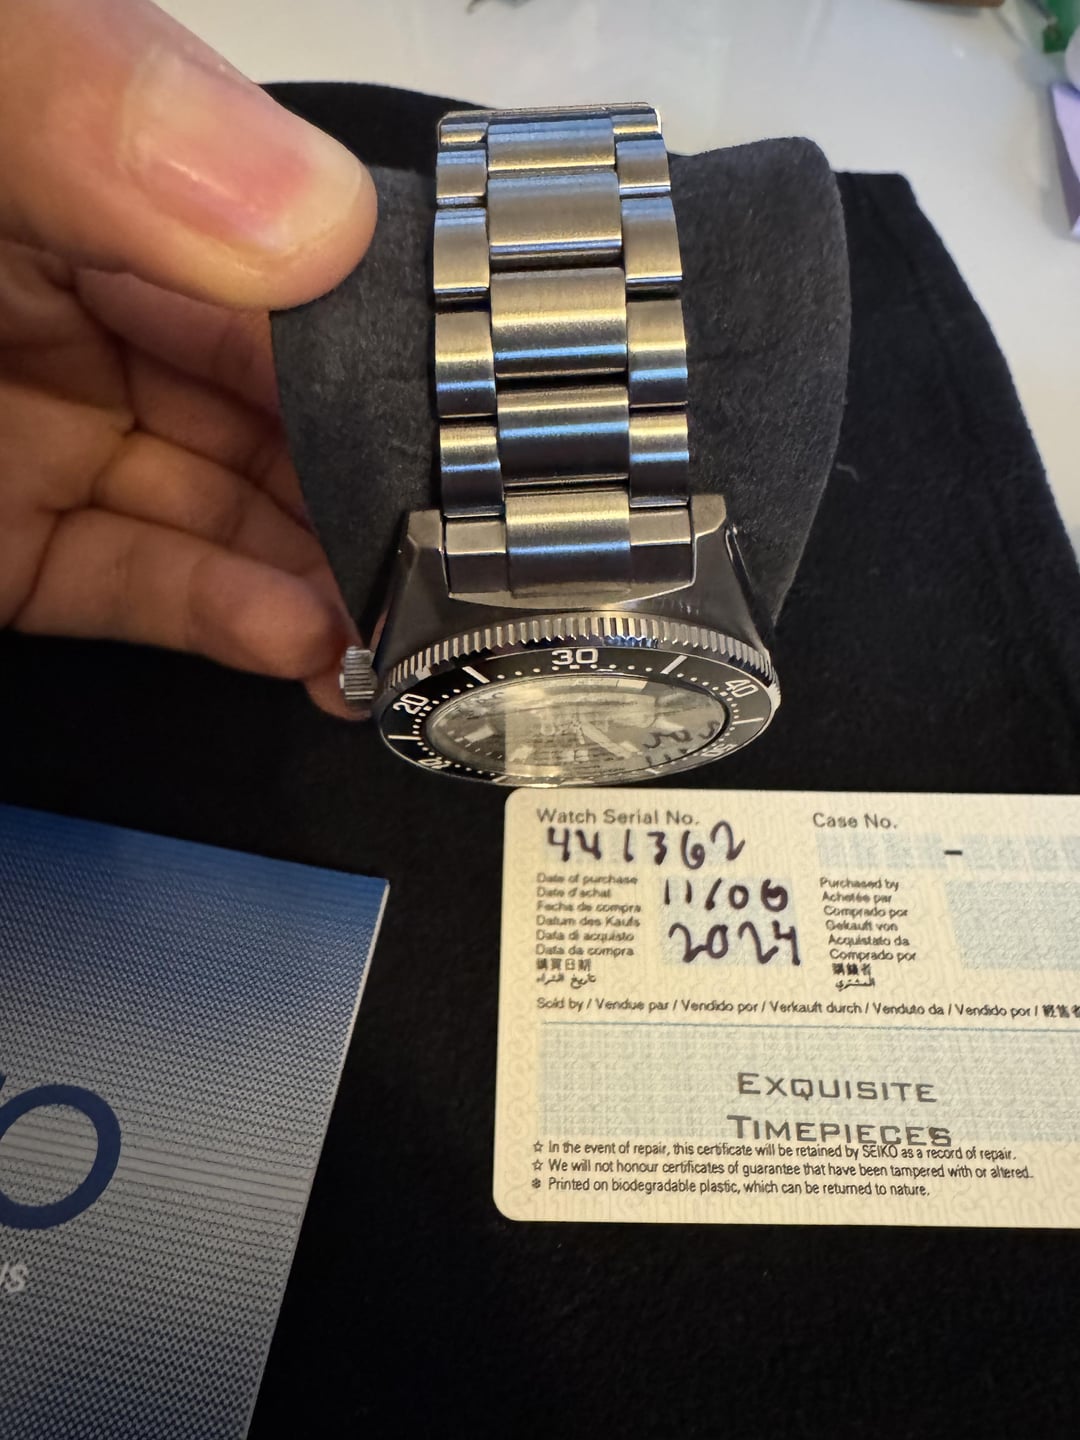 30
20
40
Watch Serial No.
441362
Case No.
-
Date of purchase
Date d'achat
Fecha de compra
Datum des Kaufs
Data di acquisto
Data da compra
購買日期
تاريخ الشراء
11/06
2024
Purchased by
Achetée par
Comprado por
Gekauft von
Acquistato da
Comprado por
購錶者
المشتري
Sold by / Vendue par / Vendido por / Verkauft durch / Venduto da / Vendido por /
EXQUISITE
TIMEPIECES
☆ In the event of repair, this certificate will be retained by SEIKO as a record of repair.
☆ We will not honour certificates of guarantee that have been tampered with or altered.
❄ Printed on biodegradable plastic, which can be returned to nature.